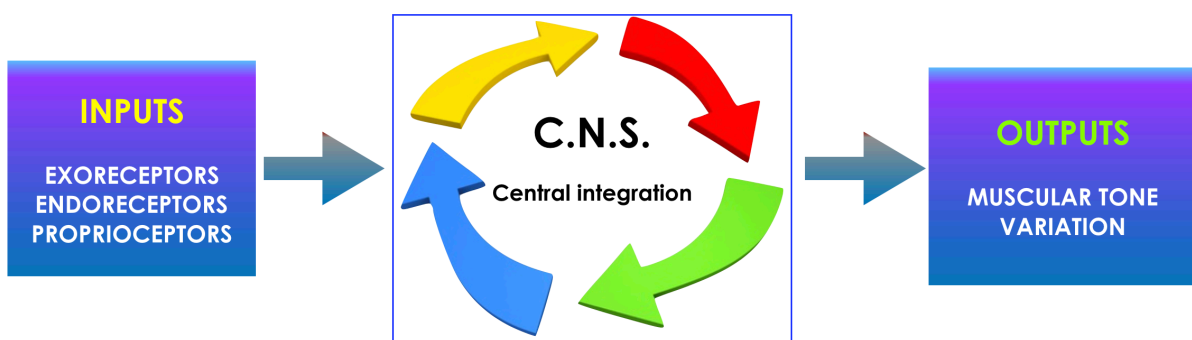 INPUTS
EXORECEPTORS
ENDORECEPTORS
PROPRIOCEPTORS
C.N.S.
Central integration
OUTPUTS
MUSCULAR TONE
VARIATION